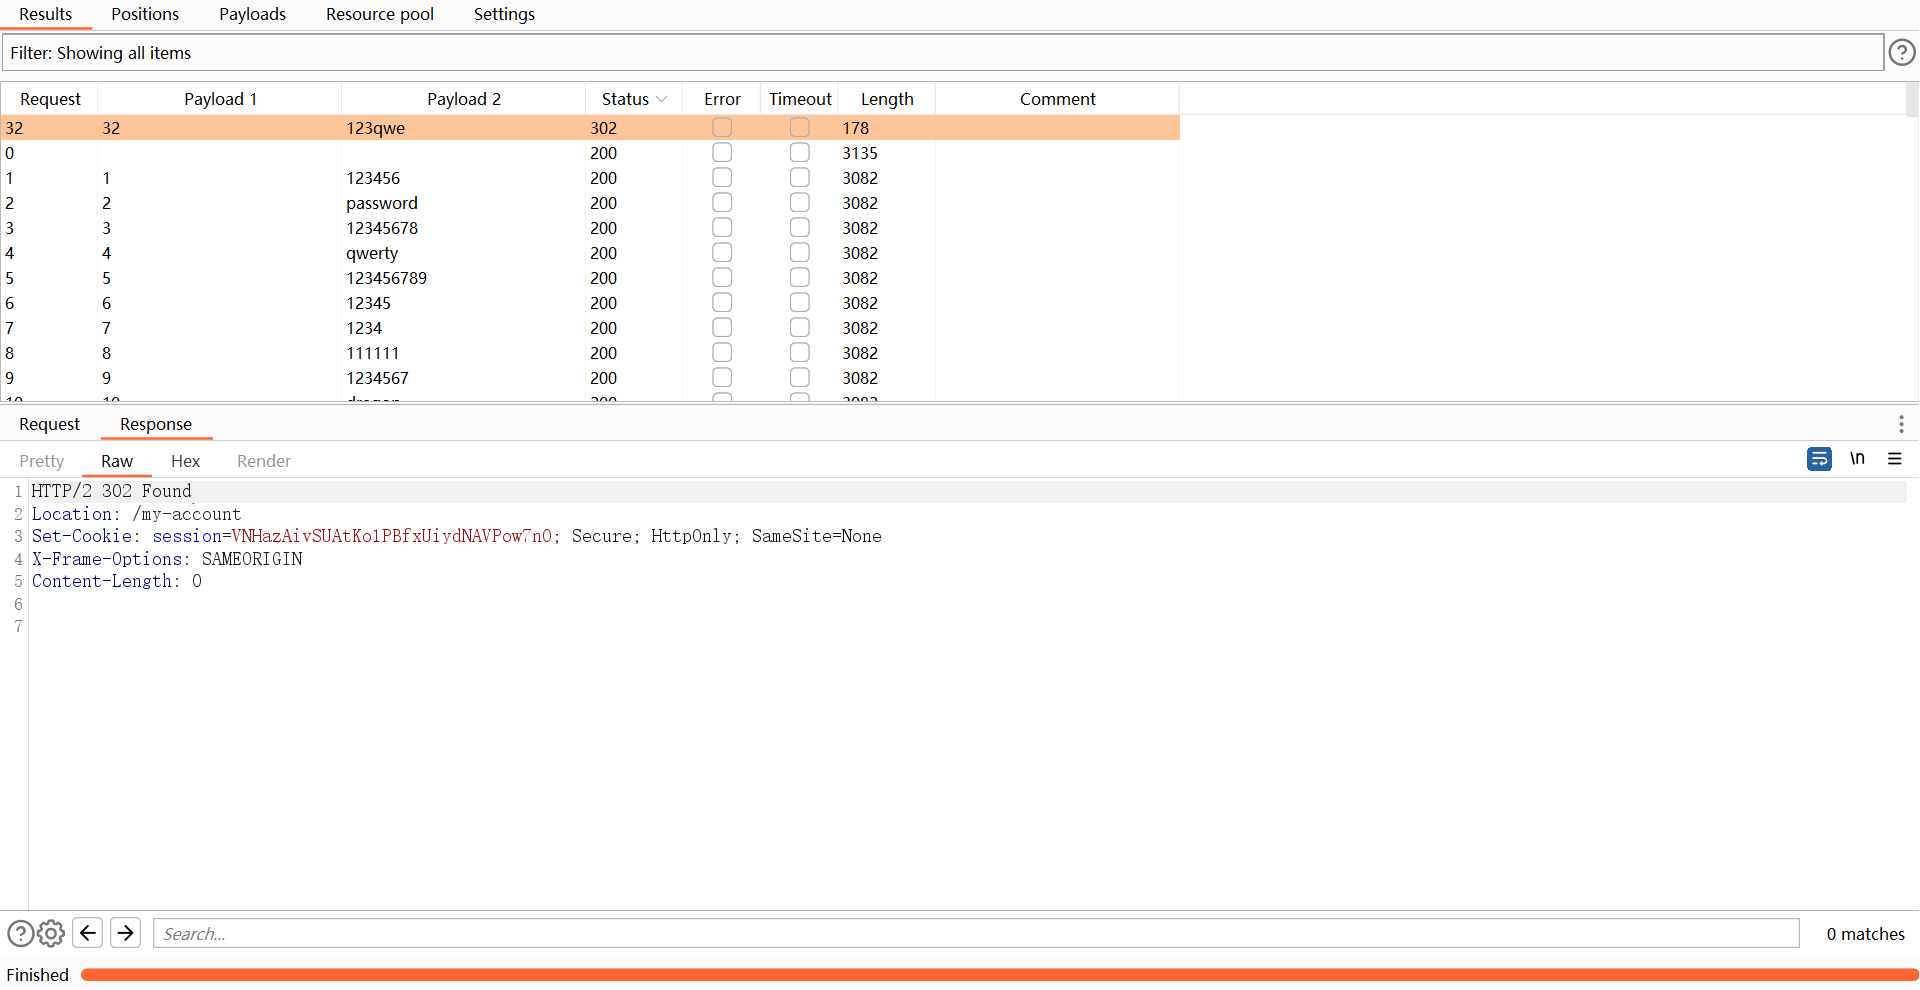 Results Positions Payloads Resource pool Settings
Filter: Showing all items
Request Payload 1 Payload 2 Status Error Timeout Length Comment
32 32 123qwe 302 178
0 200 3135
1 1 123456 200 3082
2 2 password 200 3082
3 3 12345678 200 3082
4 4 qwerty 200 3082
5 5 123456789 200 3082
6 6 12345 200 3082
7 7 1234 200 3082
8 8 111111 200 3082
9 9 1234567 200 3082
10 10 dragon 200 3082
Request Response
Pretty Raw Hex Render \n
1 HTTP/2 302 Found
2 Location: /my-account
3 Set-Cookie: session=VNHazAivSUAtKo1PBfxUiydNAVPow7n0; Secure; HttpOnly; SameSite=None
4 X-Frame-Options: SAMEORIGIN
5 Content-Length: 0
6
7
Search... 0 matches
Finished